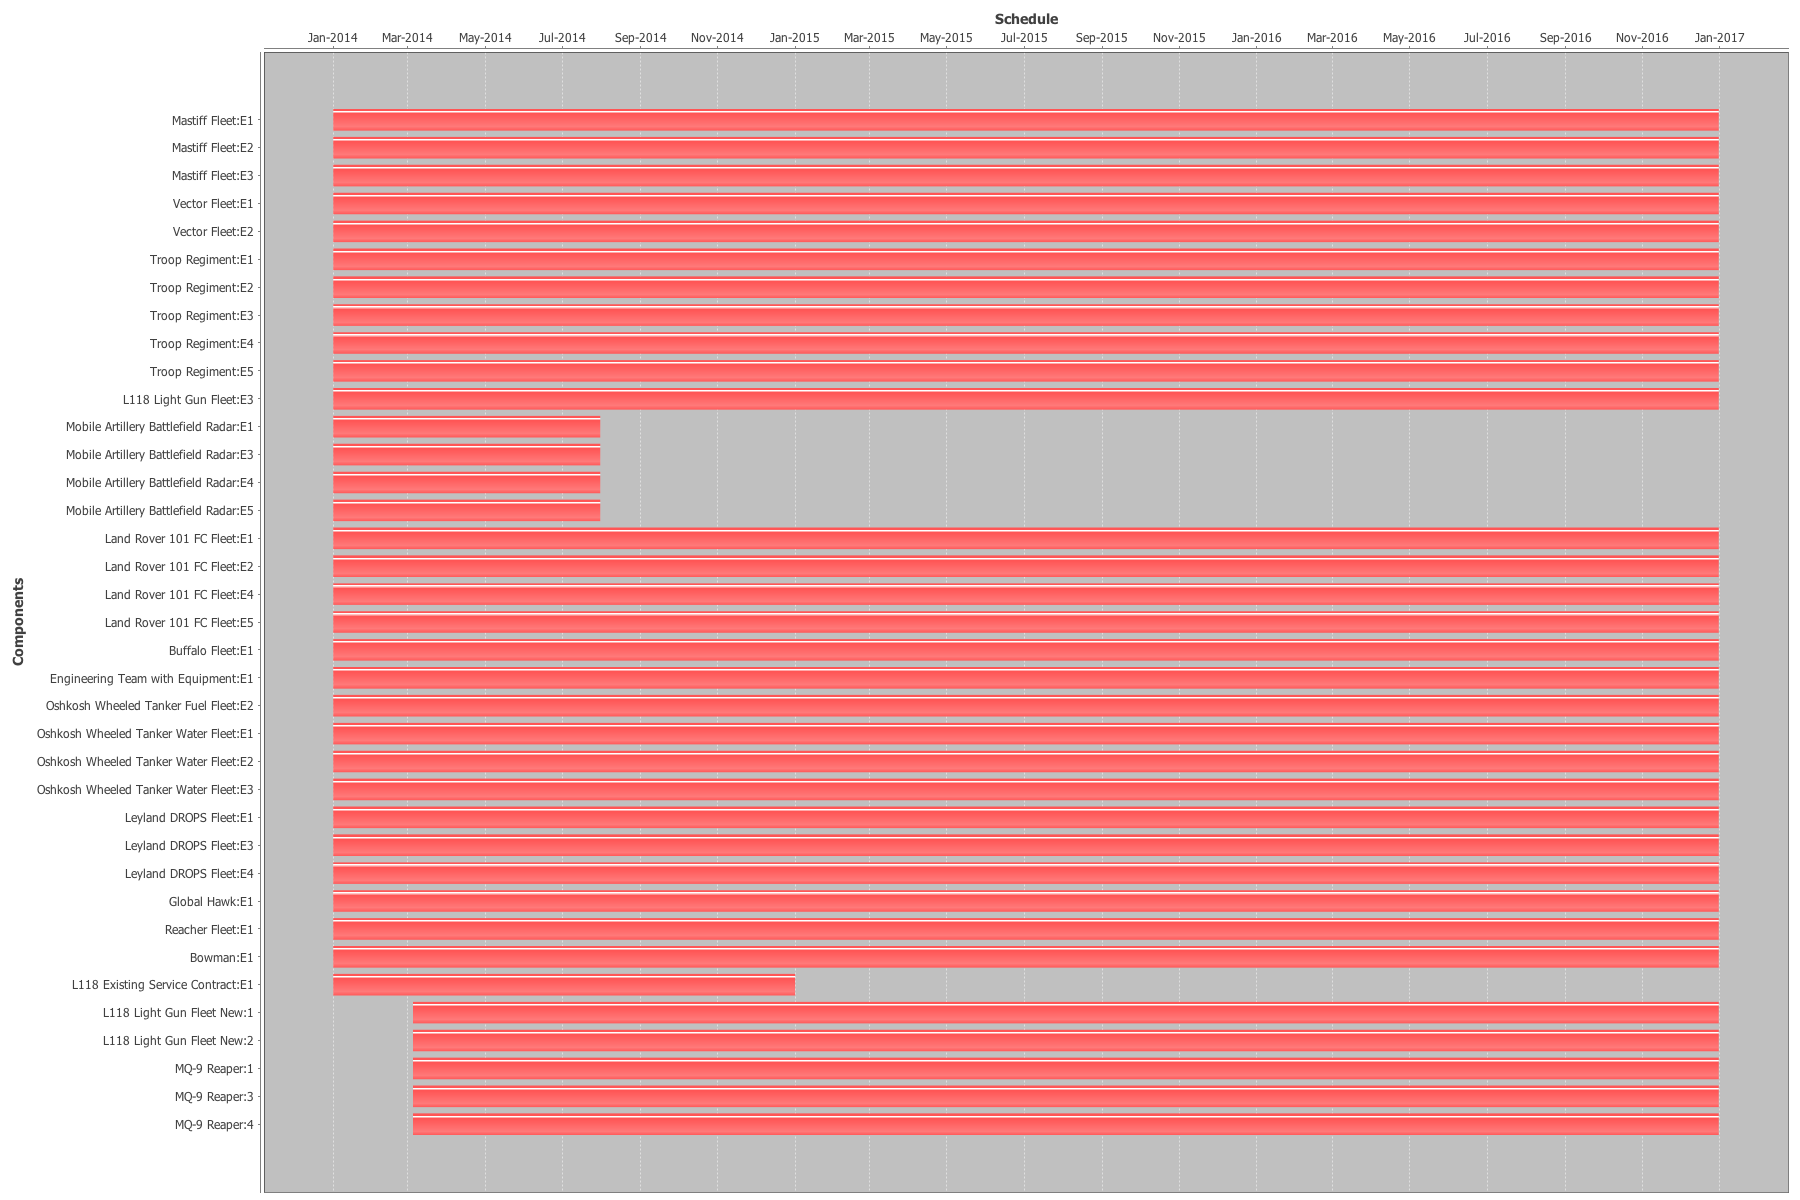 Schedule
Jan-2014 Mar-2014 May-2014 Jul-2014 Sep-2014 Nov-2014 Jan-2015 Mar-2015 May-2015 Jul-2015 Sep-2015 Nov-2015 Jan-2016 Mar-2016 May-2016 Jul-2016 Sep-2016 Nov-2016 Jan-2017
Components
Mastiff Fleet:E1
Mastiff Fleet:E2
Mastiff Fleet:E3
Vector Fleet:E1
Vector Fleet:E2
Troop Regiment:E1
Troop Regiment:E2
Troop Regiment:E3
Troop Regiment:E4
Troop Regiment:E5
L118 Light Gun Fleet:E3
Mobile Artillery Battlefield Radar:E1
Mobile Artillery Battlefield Radar:E3
Mobile Artillery Battlefield Radar:E4
Mobile Artillery Battlefield Radar:E5
Land Rover 101 FC Fleet:E1
Land Rover 101 FC Fleet:E2
Land Rover 101 FC Fleet:E4
Land Rover 101 FC Fleet:E5
Buffalo Fleet:E1
Engineering Team with Equipment:E1
Oshkosh Wheeled Tanker Fuel Fleet:E2
Oshkosh Wheeled Tanker Water Fleet:E1
Oshkosh Wheeled Tanker Water Fleet:E2
Oshkosh Wheeled Tanker Water Fleet:E3
Leyland DROPS Fleet:E1
Leyland DROPS Fleet:E3
Leyland DROPS Fleet:E4
Global Hawk:E1
Reacher Fleet:E1
Bowman:E1
L118 Existing Service Contract:E1
L118 Light Gun Fleet New:1
L118 Light Gun Fleet New:2
MQ-9 Reaper:1
MQ-9 Reaper:3
MQ-9 Reaper:4